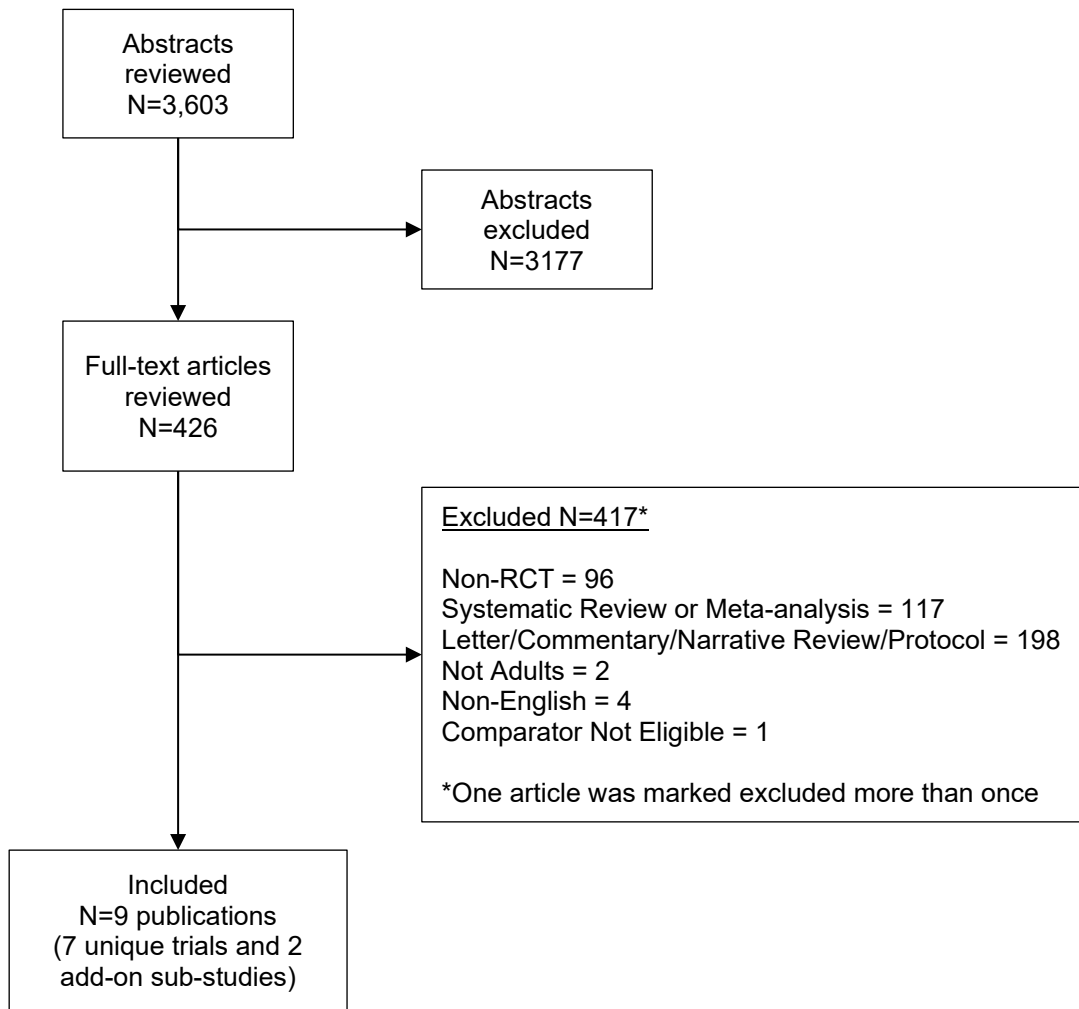 Abstracts
reviewed
N=3,603
Abstracts
excluded
N=3177
Full-text articles
reviewed
N=426
Excluded N=417*
Non-RCT = 96
Systematic Review or Meta-analysis = 117
Letter/Commentary/Narrative Review/Protocol = 198
Not Adults = 2
Non-English = 4
Comparator Not Eligible = 1
*One article was marked excluded more than once
Included
N=9 publications
(7 unique trials and 2
add-on sub-studies)